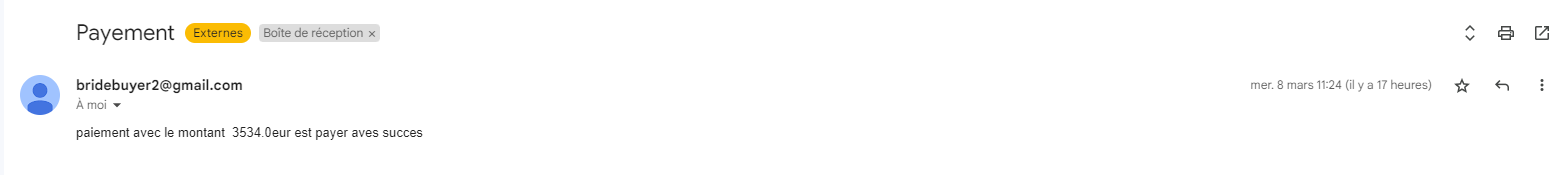 Payement Externes Boîte de réception ×
bridebuyer2@gmail.com mer. 8 mars 11:24 (il y a 17 heures)
À moi
paiement avec le montant  3534.0eur est payer aves succes